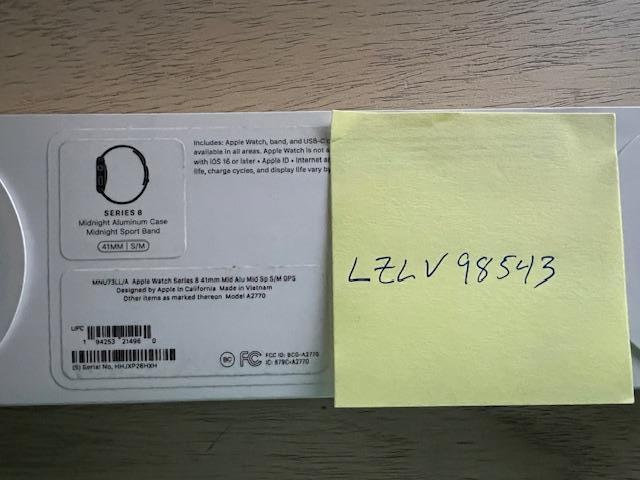 Includes: Apple Watch, band, and USB-C
available in all areas. Apple Watch is not
with iOS 16 or later • Apple ID • Internet
life, charge cycles, and display life vary by
SERIES 8
Midnight Aluminum Case
Midnight Sport Band
41MM | S/M
MNU73LL/A Apple Watch Series 8 41mm Mid Alu Mid Sp S/M GPS
Designed by Apple in California Made in Vietnam
Other items as marked thereon Model A2770
UPC
1 94253 21496 0
(S) Serial No. HHJXP26HXH
BC FC FCC ID: BCG-A2770
IC: 579C-A2770
LZLV98543